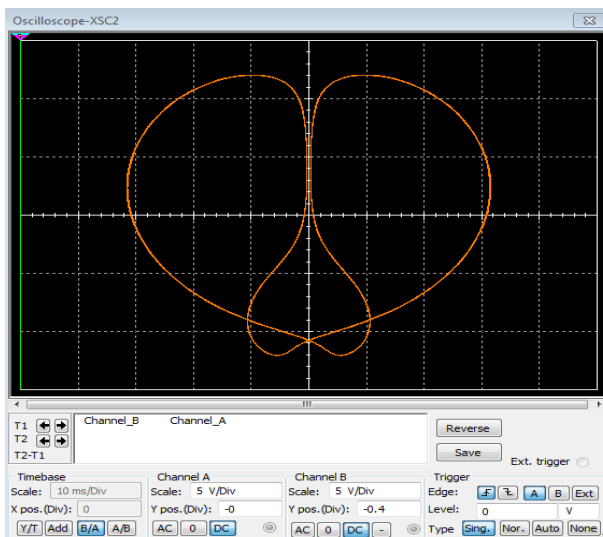 Oscilloscope-XSC2
T1
T2
T2-T1
Channel_B Channel_A
Reverse
Save
Ext. trigger
Timebase
Scale: 10 ms/Div
X pos.(Div): 0
Y/T Add B/A A/B
Channel A
Scale: 5 V/Div
Y pos.(Div): -0
AC 0 DC
Channel B
Scale: 5 V/Div
Y pos.(Div): -0.4
AC 0 DC -
Trigger
Edge: A B Ext
Level: 0 V
Type Sing. Nor. Auto None